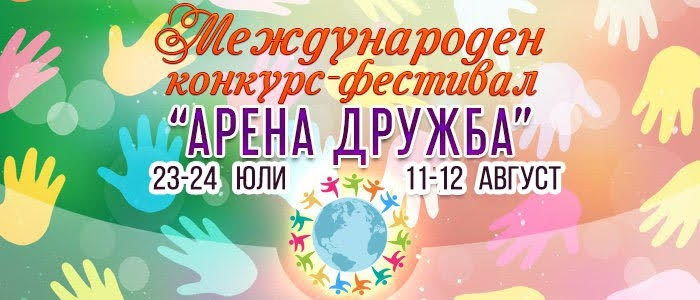 Международен
конкурс-фестивал
“АРЕНА ДРУЖБА”
23-24 ЮЛИ 11-12 АВГУСТ